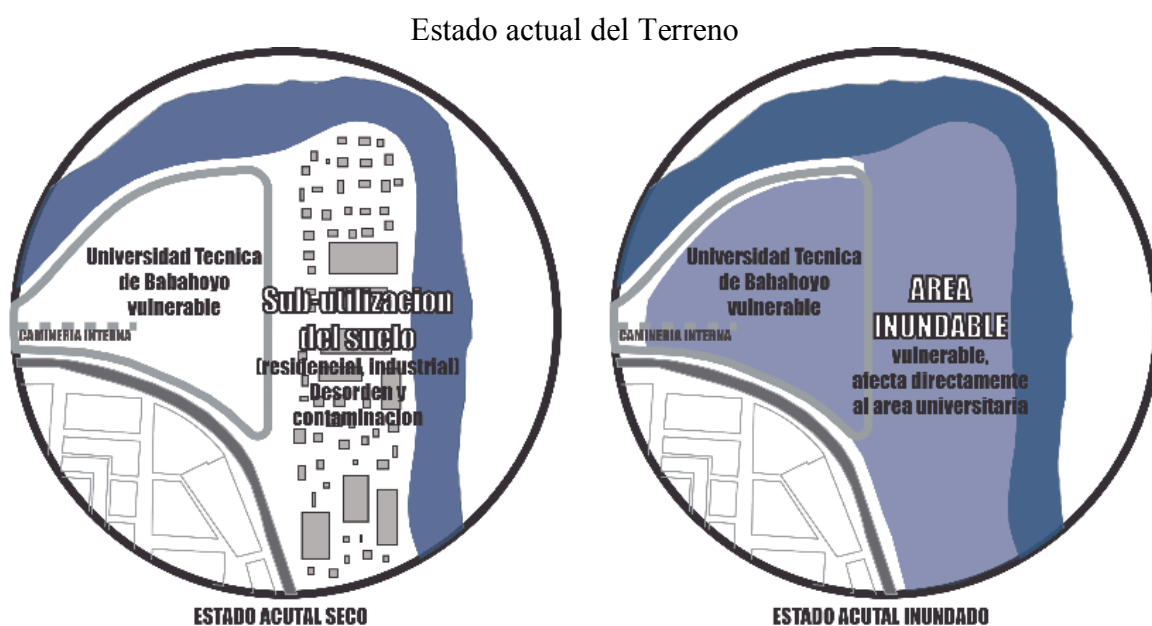 Estado actual del Terreno
Universidad Tecnica
de Babahoyo
vulnerable
CAMINERIA INTERNA
Sub-utilizacion
del suelo
(residencial, industrial)
Desorden y
contaminacion
ESTADO ACUTAL SECO
Universidad Tecnica
de Babahoyo
vulnerable
CAMINERIA INTERNA
AREA
INUNDABLE
vulnerable,
afecta directamente
al area universitaria
ESTADO ACUTAL INUNDADO